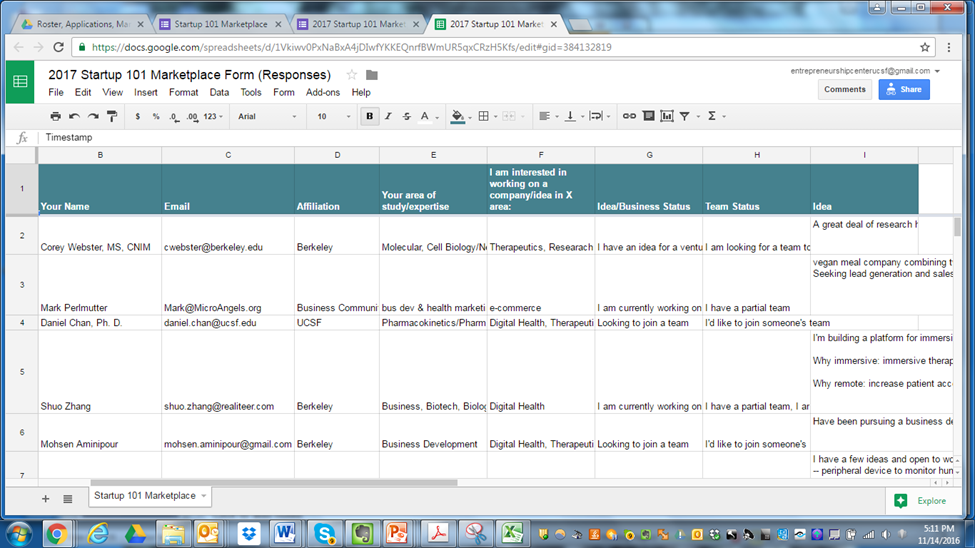 Roster, Applications, Ma
Startup 101 Marketplace
2017 Startup 101 Market
2017 Startup 101 Market
https://docs.google.com/spreadsheets/d/1Vkiwv0PxNaBxA4jDIwfYKKEQnrfBWmUR5qxCRzH5Kfs/edit#gid=384132819
2017 Startup 101 Marketplace Form (Responses)
entrepreneurshipcenterucsf@gmail.com
File Edit View Insert Format Data Tools Form Add-ons Help
Comments
Share
$ % .0 .00 123 Arial 10 B I S A
fx Timestamp
B C D E F G H I
1 Your Name Email Affiliation Your area of study/expertise I am interested in working on a company/idea in X area: Idea/Business Status Team Status Idea
2 Corey Webster, MS, CNIM cwebster@berkeley.edu Berkeley Molecular, Cell Biology/Ne Therapeutics, Researach I have an idea for a ventu I am looking for a team to A great deal of research h
3 Mark Perlmutter Mark@MicroAngels.org Business Communi bus dev & health marketi e-commerce I am currently working on I have a partial team vegan meal company combining t
Seeking lead generation and sales
4 Daniel Chan, Ph. D. daniel.chan@ucsf.edu UCSF Pharmacokinetics/Pharm Digital Health, Therapeuti Looking to join a team I'd like to join someone's team
5 Shuo Zhang shuo.zhang@realiteer.com Berkeley Business, Biotech, Biolog Digital Health I am currently working on I have a partial team, I ar I'm building a platform for immersi
Why immersive: immersive therap
Why remote: increase patient acc
6 Mohsen Aminipour mohsen.aminipour@gmail.com Berkeley Business Development Digital Health, Therapeuti Looking to join a team I'd like to join someone's Have been pursuing a business de
7 I have a few ideas and open to wo
-- peripheral device to monitor hun
Startup 101 Marketplace
Explore
5:11 PM
11/14/2016